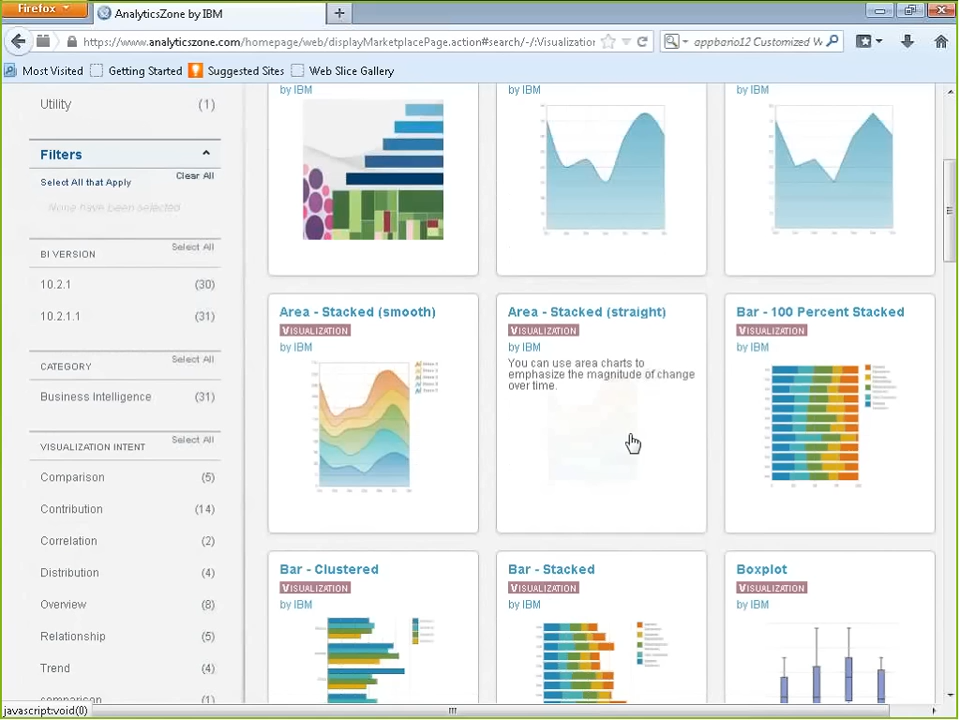 Firefox
AnalyticsZone by IBM
https://www.analyticszone.com/homepage/web/displayMarketplacePage.action#search/-/:Visualization
appbario12 Customized W
Most Visited
Getting Started
Suggested Sites
Web Slice Gallery
Utility (1)
Filters
Select All that Apply
Clear All
None have been selected
BI VERSION
Select All
10.2.1 (30)
10.2.1.1 (31)
CATEGORY
Select All
Business Intelligence (31)
VISUALIZATION INTENT
Select All
Comparison (5)
Contribution (14)
Correlation (2)
Distribution (4)
Overview (8)
Relationship (5)
Trend (4)
comparison (1)
by IBM
by IBM
by IBM
Area - Stacked (smooth)
VISUALIZATION
by IBM
Area - Stacked (straight)
VISUALIZATION
by IBM
You can use area charts to
emphasize the magnitude of change
over time.
Bar - 100 Percent Stacked
VISUALIZATION
by IBM
Bar - Clustered
VISUALIZATION
by IBM
Bar - Stacked
VISUALIZATION
by IBM
Boxplot
VISUALIZATION
by IBM
javascript:void(0)